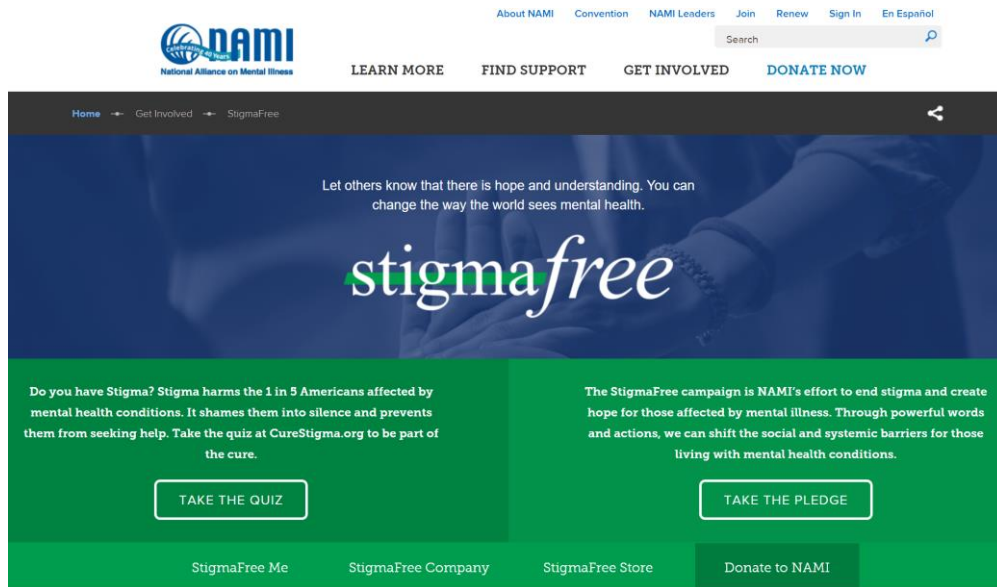 About NAMI Convention NAMI Leaders Join Renew Sign In En Español
Search
Celebrating 40 Years
NAMI
National Alliance on Mental Illness
LEARN MORE FIND SUPPORT GET INVOLVED DONATE NOW
Home Get Involved StigmaFree
Let others know that there is hope and understanding. You can
change the way the world sees mental health.
stigmafree
Do you have Stigma? Stigma harms the 1 in 5 Americans affected by
mental health conditions. It shames them into silence and prevents
them from seeking help. Take the quiz at CureStigma.org to be part of
the cure.
TAKE THE QUIZ
The StigmaFree campaign is NAMI's effort to end stigma and create
hope for those affected by mental illness. Through powerful words
and actions, we can shift the social and systemic barriers for those
living with mental health conditions.
TAKE THE PLEDGE
StigmaFree Me StigmaFree Company StigmaFree Store Donate to NAMI